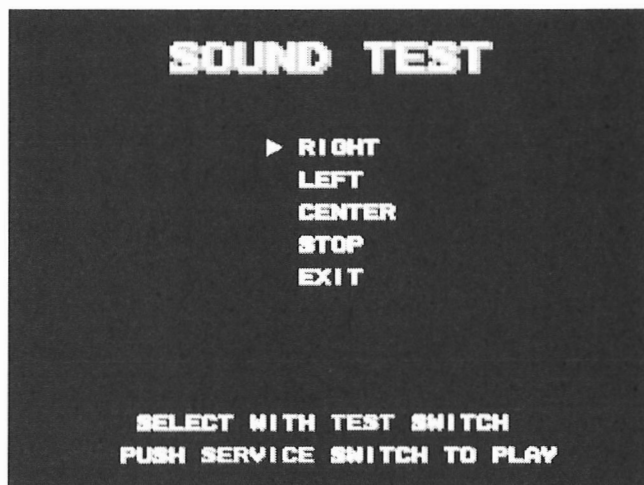 SOUND TEST
▶ RIGHT
LEFT
CENTER
STOP
EXIT
SELECT WITH TEST SWITCH
PUSH SERVICE SWITCH TO PLAY